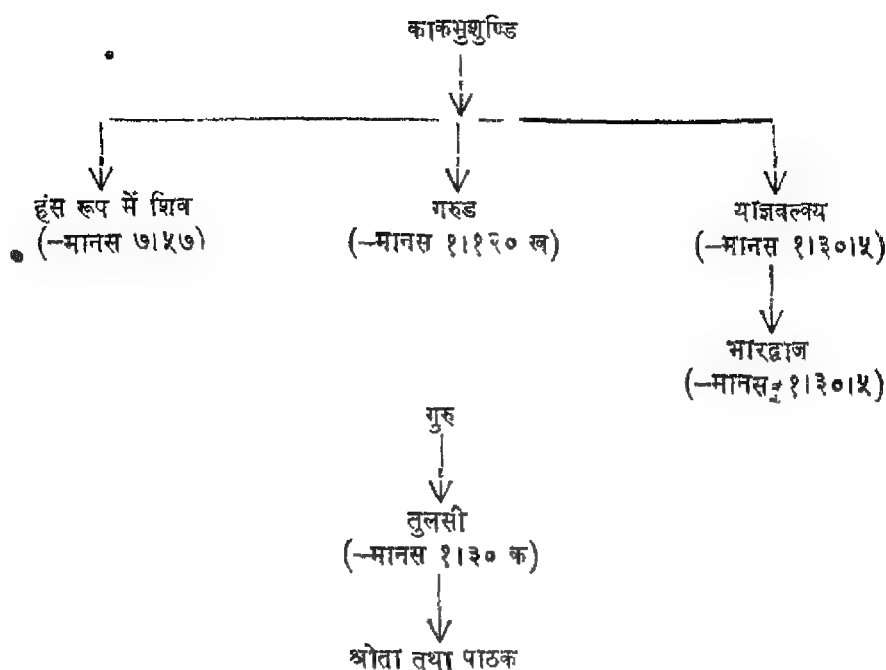 काकभुशुण्डि
हंस रूप में शिव गरुड याज्ञवल्क्य
(–मानस ७।५७) (–मानस १।१२० ख) (–मानस १।३०।५)
भारद्वाज
(–मानस १।३०।५)
गुरु
तुलसी
(–मानस १।३० क)
श्रोता तथा पाठक